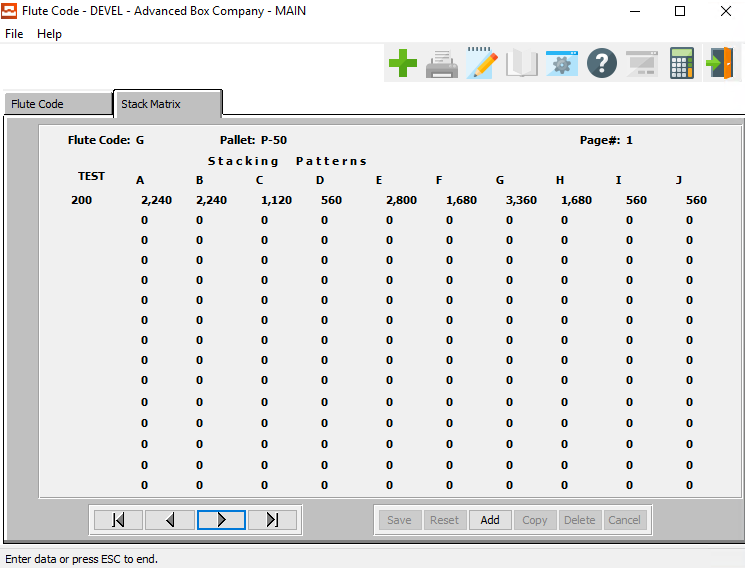 Flute Code - DEVEL - Advanced Box Company - MAIN
File Help
Flute Code Stack Matrix
Flute Code: G Pallet: P-50 Page#: 1
Stacking Patterns
TEST A B C D E F G H I J
200 2,240 2,240 1,120 560 2,800 1,680 3,360 1,680 560 560
0 0 0 0 0 0 0 0 0 0
0 0 0 0 0 0 0 0 0 0
0 0 0 0 0 0 0 0 0 0
0 0 0 0 0 0 0 0 0 0
0 0 0 0 0 0 0 0 0 0
0 0 0 0 0 0 0 0 0 0
0 0 0 0 0 0 0 0 0 0
0 0 0 0 0 0 0 0 0 0
0 0 0 0 0 0 0 0 0 0
0 0 0 0 0 0 0 0 0 0
0 0 0 0 0 0 0 0 0 0
0 0 0 0 0 0 0 0 0 0
0 0 0 0 0 0 0 0 0 0
0 0 0 0 0 0 0 0 0 0
Save Reset Add Copy Delete Cancel
Enter data or press ESC to end.